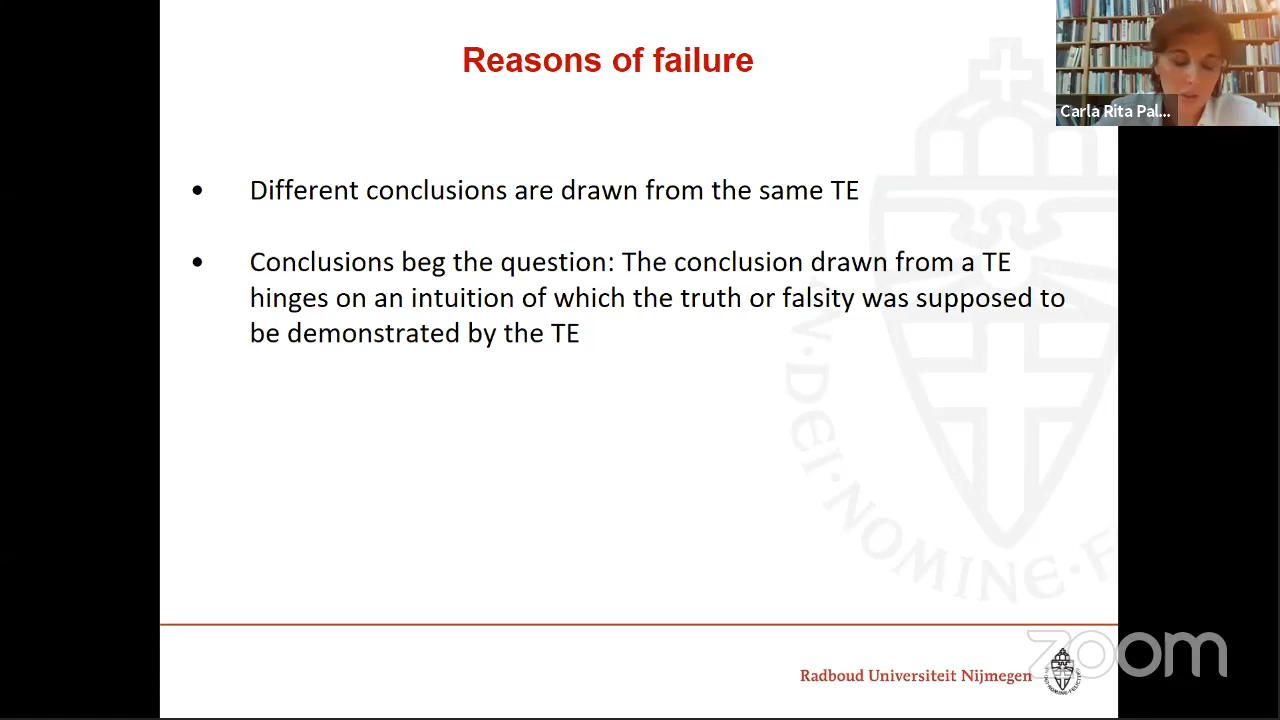 Reasons of failure
Carla Rita Pal...
• Different conclusions are drawn from the same TE
• Conclusions beg the question: The conclusion drawn from a TE
hinges on an intuition of which the truth or falsity was supposed to
be demonstrated by the TE
N·DEI·NOMINE·F
zoom
Radboud Universiteit Nijmegen